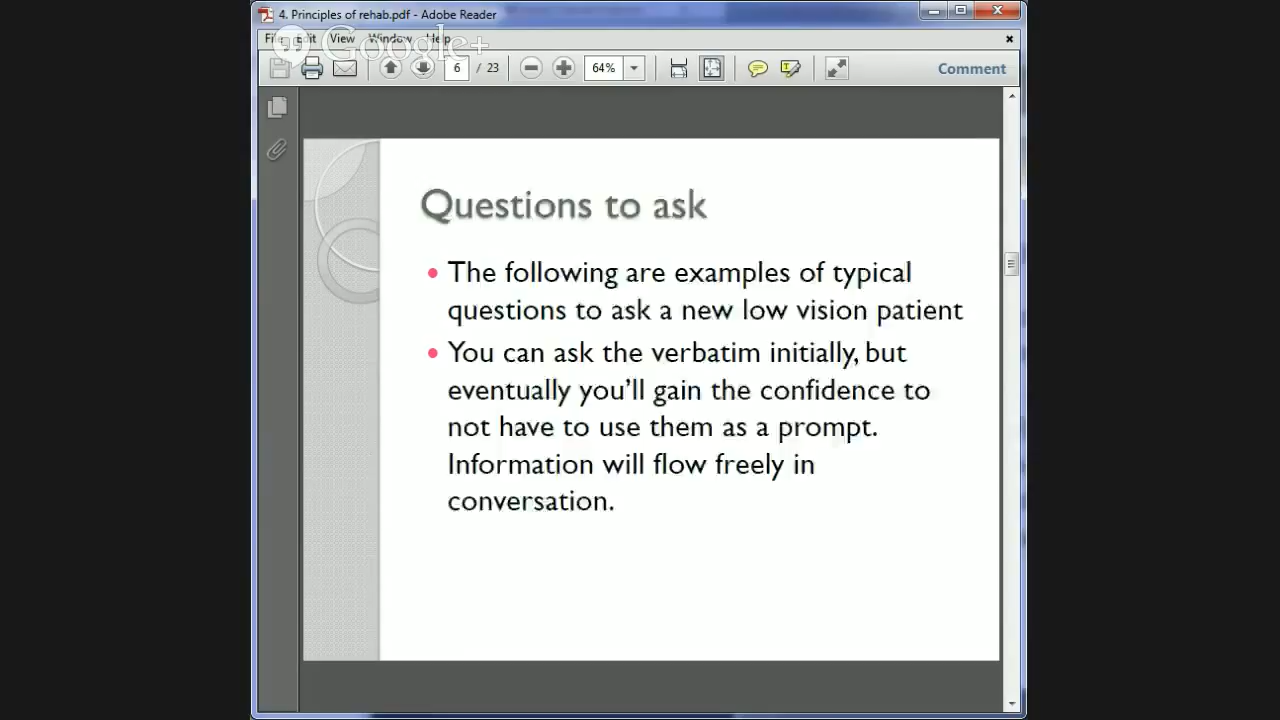 4. Principles of rehab.pdf - Adobe Reader
File Edit View Window Help
Google+
6 / 23 64% Comment
Questions to ask
The following are examples of typical
questions to ask a new low vision patient
You can ask the verbatim initially, but
eventually you'll gain the confidence to
not have to use them as a prompt.
Information will flow freely in
conversation.